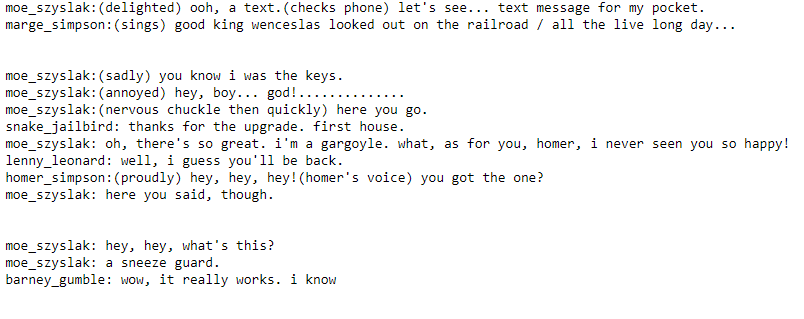 moe_szyslak:(delighted) ooh, a text.(checks phone) let's see... text message for my pocket.
marge_simpson:(sings) good king wenceslas looked out on the railroad / all the live long day...
moe_szyslak:(sadly) you know i was the keys.
moe_szyslak:(annoyed) hey, boy... god!..............
moe_szyslak:(nervous chuckle then quickly) here you go.
snake_jailbird: thanks for the upgrade. first house.
moe_szyslak: oh, there's so great. i'm a gargoyle. what, as for you, homer, i never seen you so happy!
lenny_leonard: well, i guess you'll be back.
homer_simpson:(proudly) hey, hey, hey!(homer's voice) you got the one?
moe_szyslak: here you said, though.
moe_szyslak: hey, hey, what's this?
moe_szyslak: a sneeze guard.
barney_gumble: wow, it really works. i know